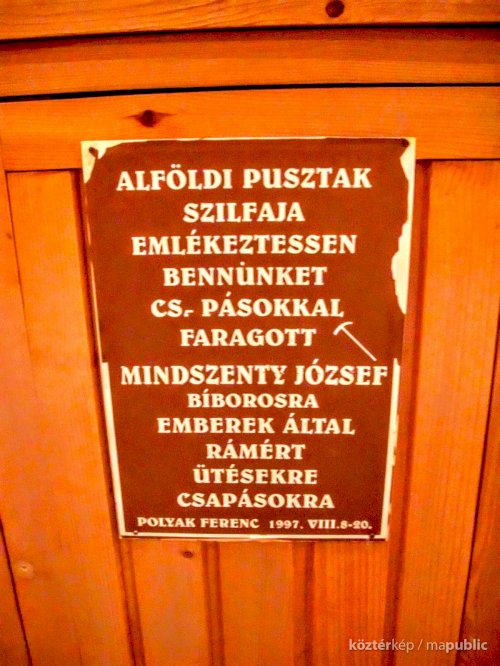 ALFÖLDI PUSZTAK
SZILFAJA
EMLÉKEZTESSEN
BENNÜNKET
CS.- PÁSOKKAL
FARAGOTT
MINDSZENTY JÓZSEF
BÍBOROSRA
EMBEREK ÁLTAL
RÁMÉRT
ÜTÉSEKRE
CSAPÁSOKRA
POLYAK FERENC 1997. VIII.8-20.
köztérkép / mapublic